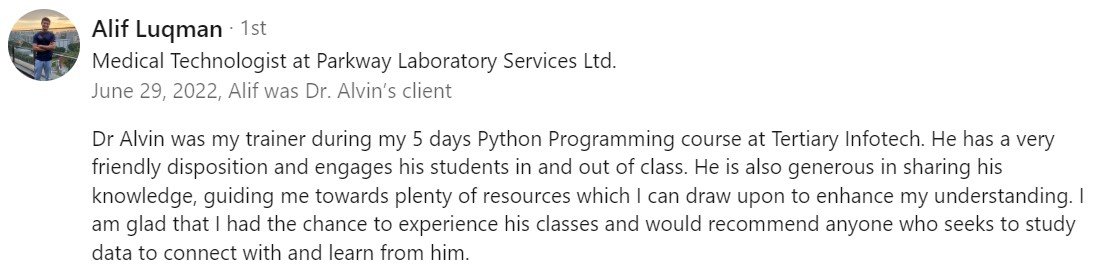 Alif Luqman · 1st
Medical Technologist at Parkway Laboratory Services Ltd.
June 29, 2022, Alif was Dr. Alvin’s client
Dr Alvin was my trainer during my 5 days Python Programming course at Tertiary Infotech. He has a very
friendly disposition and engages his students in and out of class. He is also generous in sharing his
knowledge, guiding me towards plenty of resources which I can draw upon to enhance my understanding. I
am glad that I had the chance to experience his classes and would recommend anyone who seeks to study
data to connect with and learn from him.